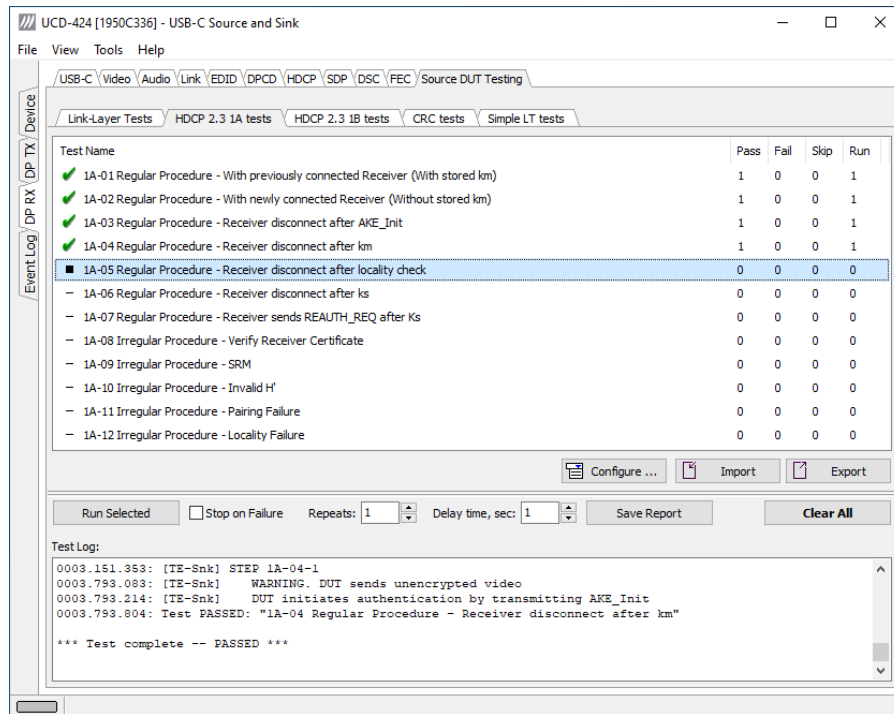 UCD-424 [1950C336] - USB-C Source and Sink
File View Tools Help
USB-C Video Audio Link EDID DPCD HDCP SDP DSC FEC Source DUT Testing
Device
DP TX
DP RX
Event Log
Link-Layer Tests HDCP 2.3 1A tests HDCP 2.3 1B tests CRC tests Simple LT tests
Test Name Pass Fail Skip Run
1A-01 Regular Procedure - With previously connected Receiver (With stored km) 1 0 0 1
1A-02 Regular Procedure - With newly connected Receiver (Without stored km) 1 0 0 1
1A-03 Regular Procedure - Receiver disconnect after AKE_Init 1 0 0 1
1A-04 Regular Procedure - Receiver disconnect after km 1 0 0 1
1A-05 Regular Procedure - Receiver disconnect after locality check 0 0 0 0
1A-06 Regular Procedure - Receiver disconnect after ks 0 0 0 0
1A-07 Regular Procedure - Receiver sends REAUTH_REQ after Ks 0 0 0 0
1A-08 Irregular Procedure - Verify Receiver Certificate 0 0 0 0
1A-09 Irregular Procedure - SRM 0 0 0 0
1A-10 Irregular Procedure - Invalid H' 0 0 0 0
1A-11 Irregular Procedure - Pairing Failure 0 0 0 0
1A-12 Irregular Procedure - Locality Failure 0 0 0 0
Configure ... Import Export
Run Selected Stop on Failure Repeats: 1 Delay time, sec: 1 Save Report Clear All
Test Log:
0003.151.353: [TE-Snk] STEP 1A-04-1
0003.793.083: [TE-Snk] WARNING. DUT sends unencrypted video
0003.793.214: [TE-Snk] DUT initiates authentication by transmitting AKE_Init
0003.793.804: Test PASSED: "1A-04 Regular Procedure - Receiver disconnect after km"
*** Test complete -- PASSED ***